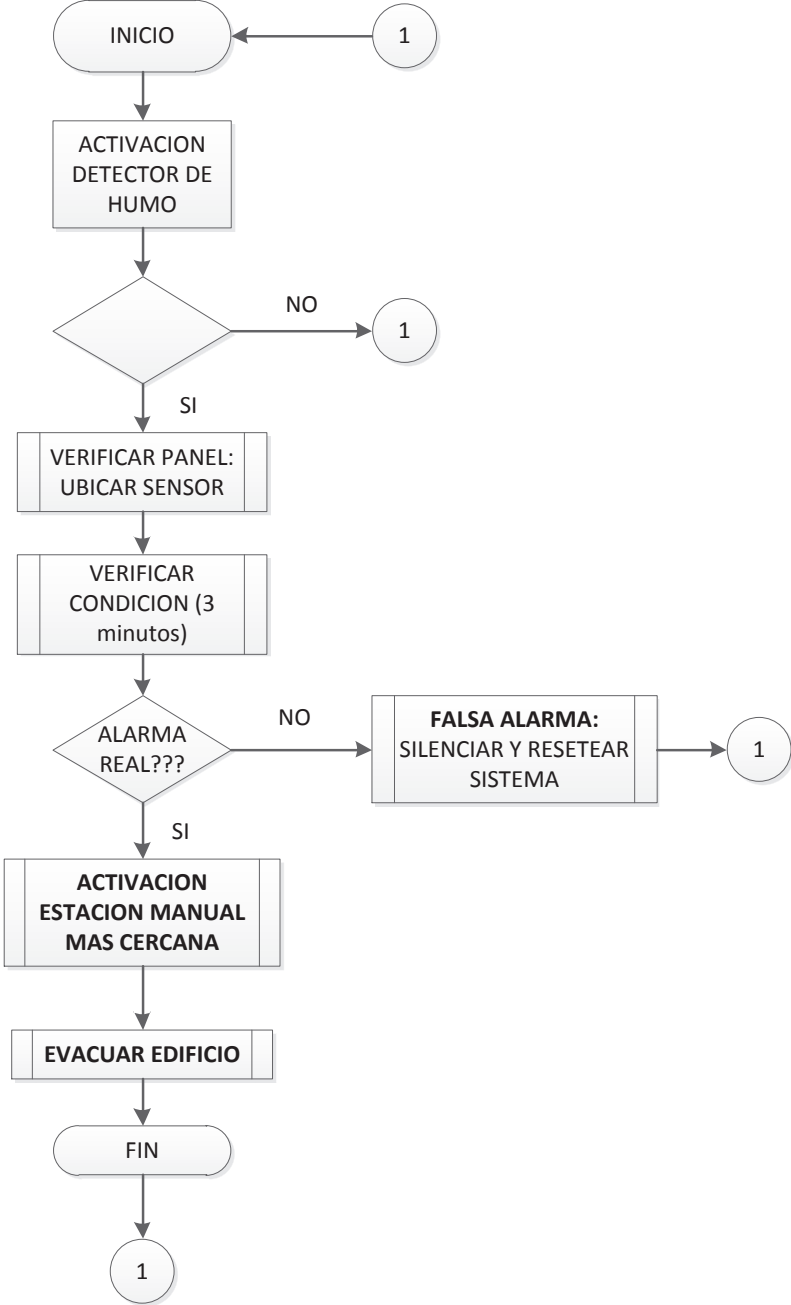 INICIO
1
ACTIVACION
DETECTOR DE
HUMO
NO
1
SI
VERIFICAR PANEL:
UBICAR SENSOR
VERIFICAR
CONDICION (3
minutos)
ALARMA
REAL???
NO
FALSA ALARMA:
SILENCIAR Y RESETEAR
SISTEMA
1
SI
ACTIVACION
ESTACION MANUAL
MAS CERCANA
EVACUAR EDIFICIO
FIN
1